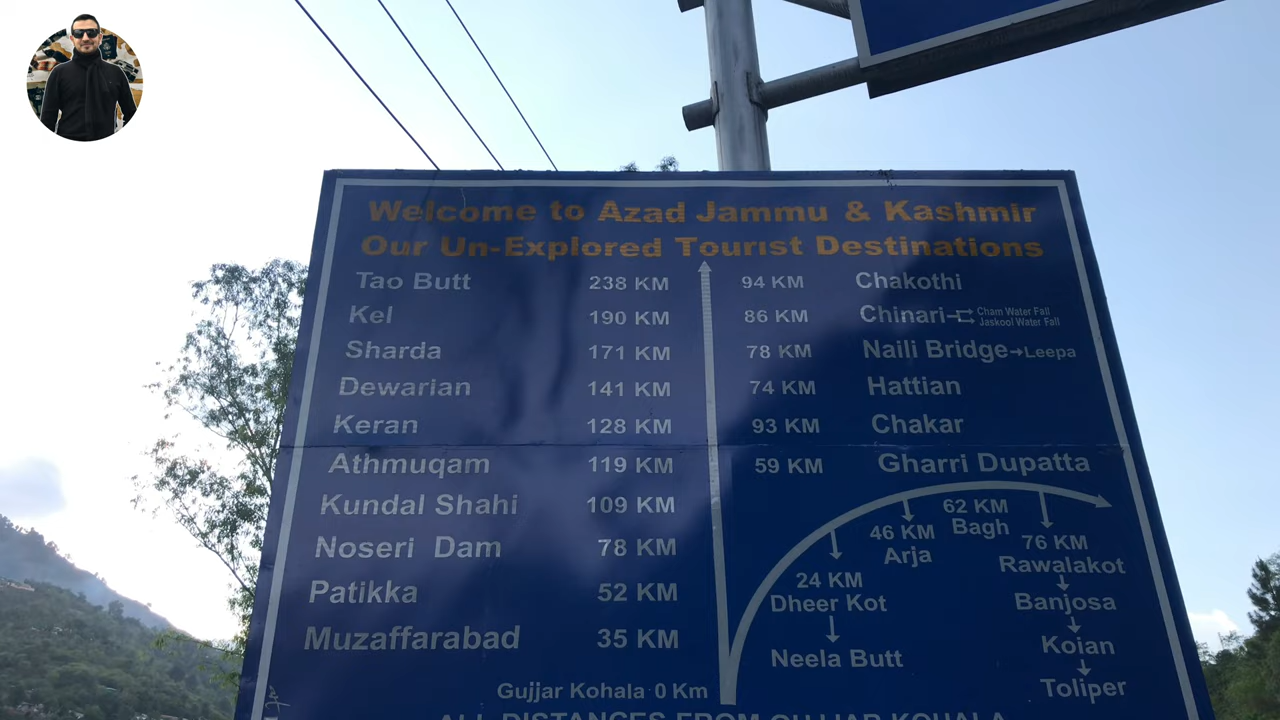 Welcome to Azad Jammu & Kashmir
Our Un-Explored Tourist Destinations
Tao Butt 238 KM 94 KM Chakothi
Kel 190 KM 86 KM Chinari Cham Water Fall
Jaskool Water Fall
Sharda 171 KM 78 KM Naili Bridge Leepa
Dewarian 141 KM 74 KM Hattian
Keran 128 KM 93 KM Chakar
Athmuqam 119 KM 59 KM Gharri Dupatta
Kundal Shahi 109 KM
Noseri Dam 78 KM
Patikka 52 KM
Muzaffarabad 35 KM
24 KM
Dheer Kot
Neela Butt
46 KM
Arja
62 KM
Bagh
76 KM
Rawalakot
Banjosa
Koian
Toliper
Gujjar Kohala 0 Km
ALL DISTANCES FROM GUJJAR KOHALA